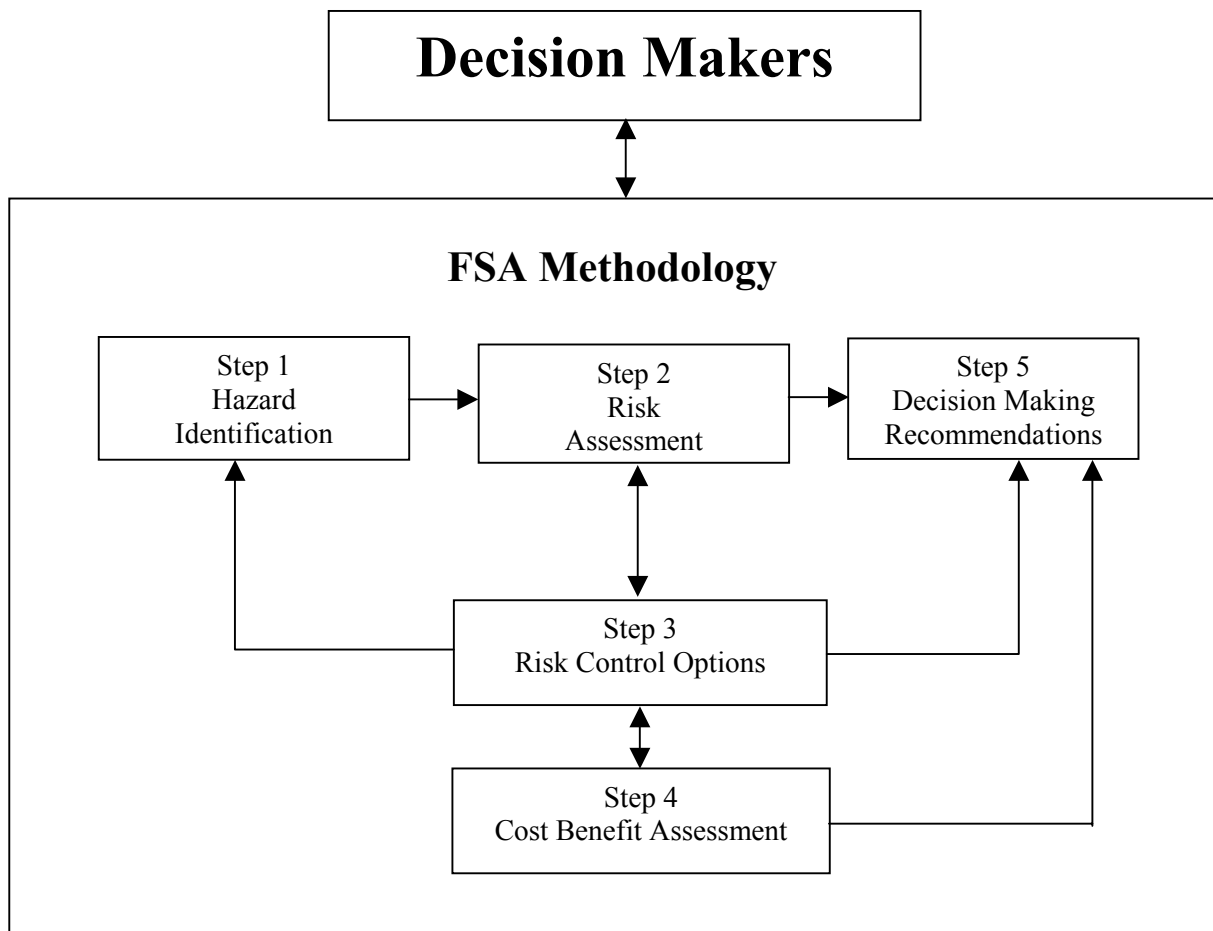 Decision Makers
FSA Methodology
Step 1
Hazard
Identification
Step 2
Risk
Assessment
Step 5
Decision Making
Recommendations
Step 3
Risk Control Options
Step 4
Cost Benefit Assessment